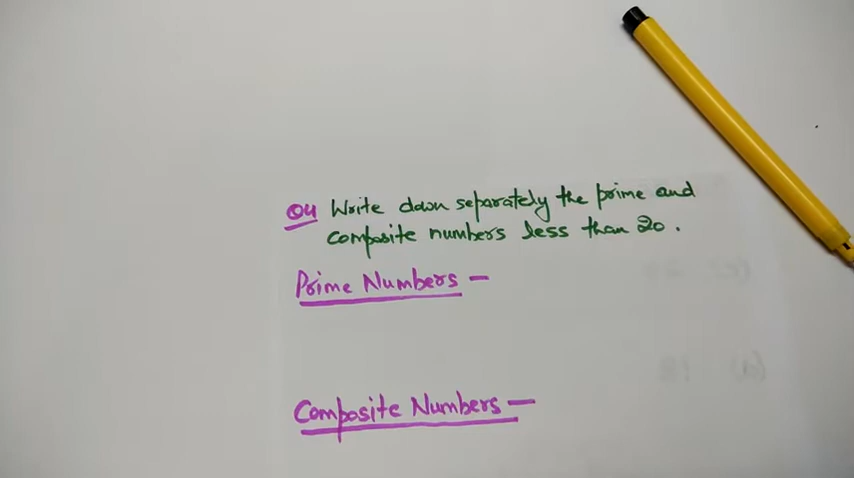 Q4 Write down separately the prime and
composite numbers less than 20.
Prime Numbers -
Composite Numbers -